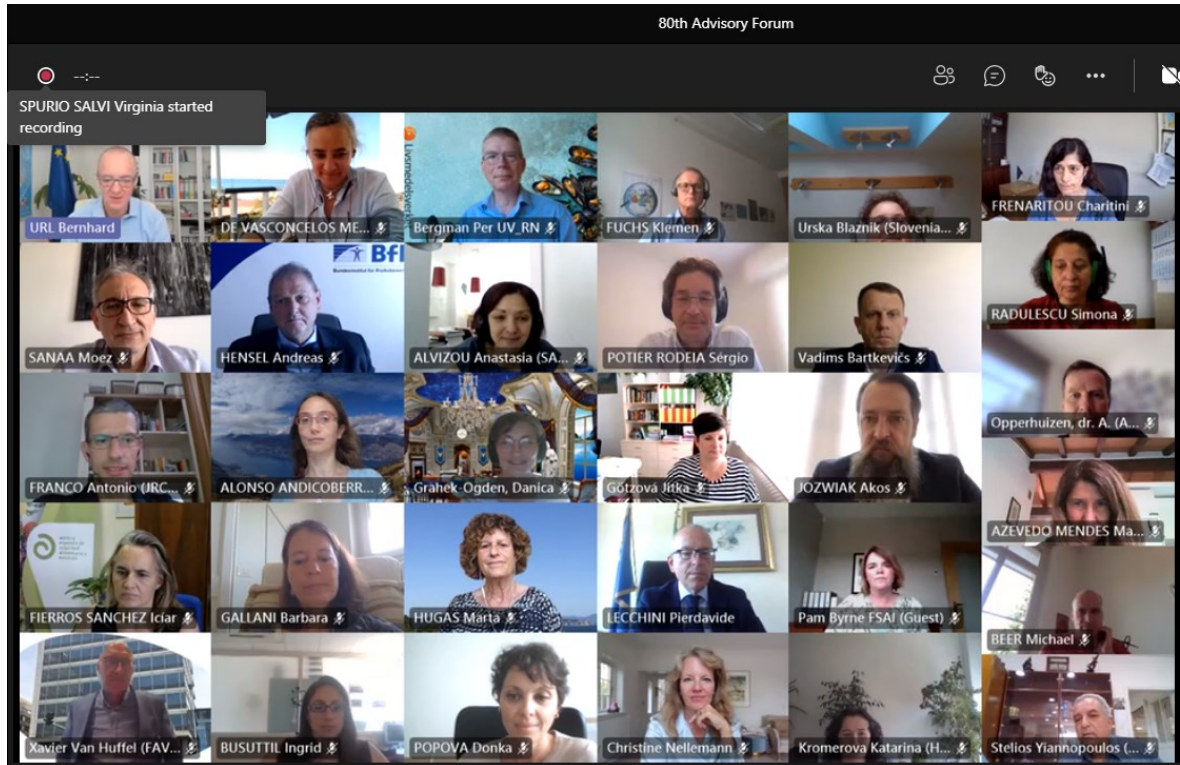 80th Advisory Forum
--:--
SPURIO SALVI Virginia started
recording
URL Bernhard
DE VASCONCELOS ME...
Livsmedelsverket
Bergman Per UV_RN
FUCHS Klemen
Urska Blaznik (Slovenia...
FRENARITOU Charitini
SANAA Moez
BfR
HENSEL Andreas
ALVIZOU Anastasia (SA...
POTIER RODEIA Sérgio
Vadims Bartkevičs
RADULESCU Simona
FRANCO Antonio (JRC...
ALONSO ANDICOBERR...
Grahek-Ogden, Danica
Gotzová Jitka
JOZWIAK Akos
Opperhuizen, dr. A. (A...
FIERROS SANCHEZ Icíar
GALLANI Barbara
HUGAS Marta
LECCHINI Pierdavide
Pam Byrne FSAI (Guest)
AZEVEDO MENDES Ma...
BEER Michael
Xavier Van Huffel (FAV...
BUSUTTIL Ingrid
POPOVA Donka
Christine Nellemann
Kromerova Katarina (H...
Stelios Yiannopoulos (...